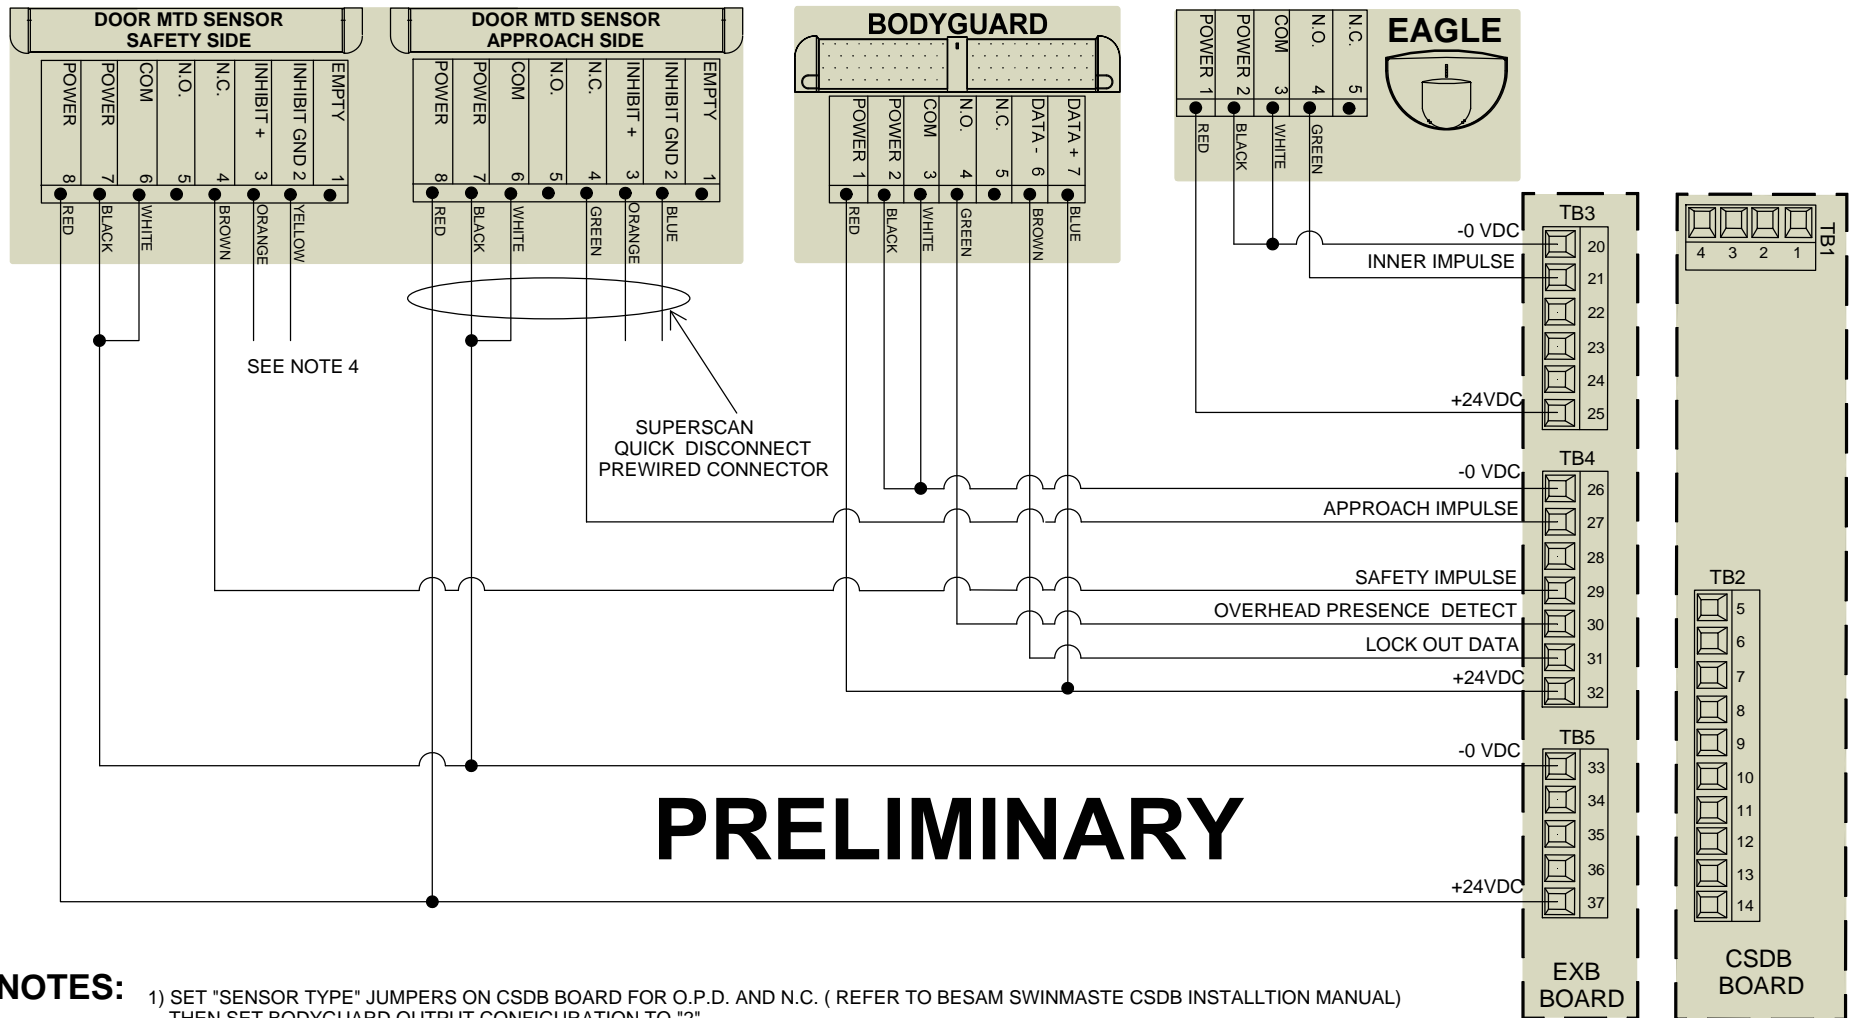 DOOR MTD SENSOR
SAFETY SIDE
POWER 8
POWER 7
COM 6
N.O. 5
N.C. 4
INHIBIT + 3
INHIBIT GND 2
EMPTY 1
RED
BLACK
WHITE
BROWN
ORANGE
YELLOW
SEE NOTE 4
DOOR MTD SENSOR
APPROACH SIDE
POWER 8
POWER 7
COM 6
N.O. 5
N.C. 4
INHIBIT + 3
INHIBIT GND 2
EMPTY 1
RED
BLACK
WHITE
GREEN
ORANGE
BLUE
SUPERSCAN
QUICK DISCONNECT
PREWIRED CONNECTOR
BODYGUARD
POWER 1
POWER 2
COM 3
N.O. 4
N.C. 5
DATA - 6
DATA + 7
RED
BLACK
WHITE
GREEN
BROWN
BLUE
EAGLE
POWER 1
POWER 2
COM 3
N.O. 4
N.C. 5
RED
BLACK
WHITE
GREEN
-0 VDC
INNER IMPULSE
+24VDC
-0 VDC
APPROACH IMPULSE
SAFETY IMPULSE
OVERHEAD PRESENCE DETECT
LOCK OUT DATA
+24VDC
-0 VDC
+24VDC
TB3
20
21
22
23
24
25
TB4
26
27
28
29
30
31
32
TB5
33
34
35
36
37
EXB
BOARD
TB1
4 3 2 1
TB2
5
6
7
8
9
10
11
12
13
14
CSDB
BOARD
PRELIMINARY
NOTES:
1) SET "SENSOR TYPE" JUMPERS ON CSDB BOARD FOR O.P.D. AND N.C. ( REFER TO BESAM SWINMASTE CSDB INSTALLTION MANUAL)
THEN SET BODYGUARD OUTPUT CONFIGURATION TO "2"